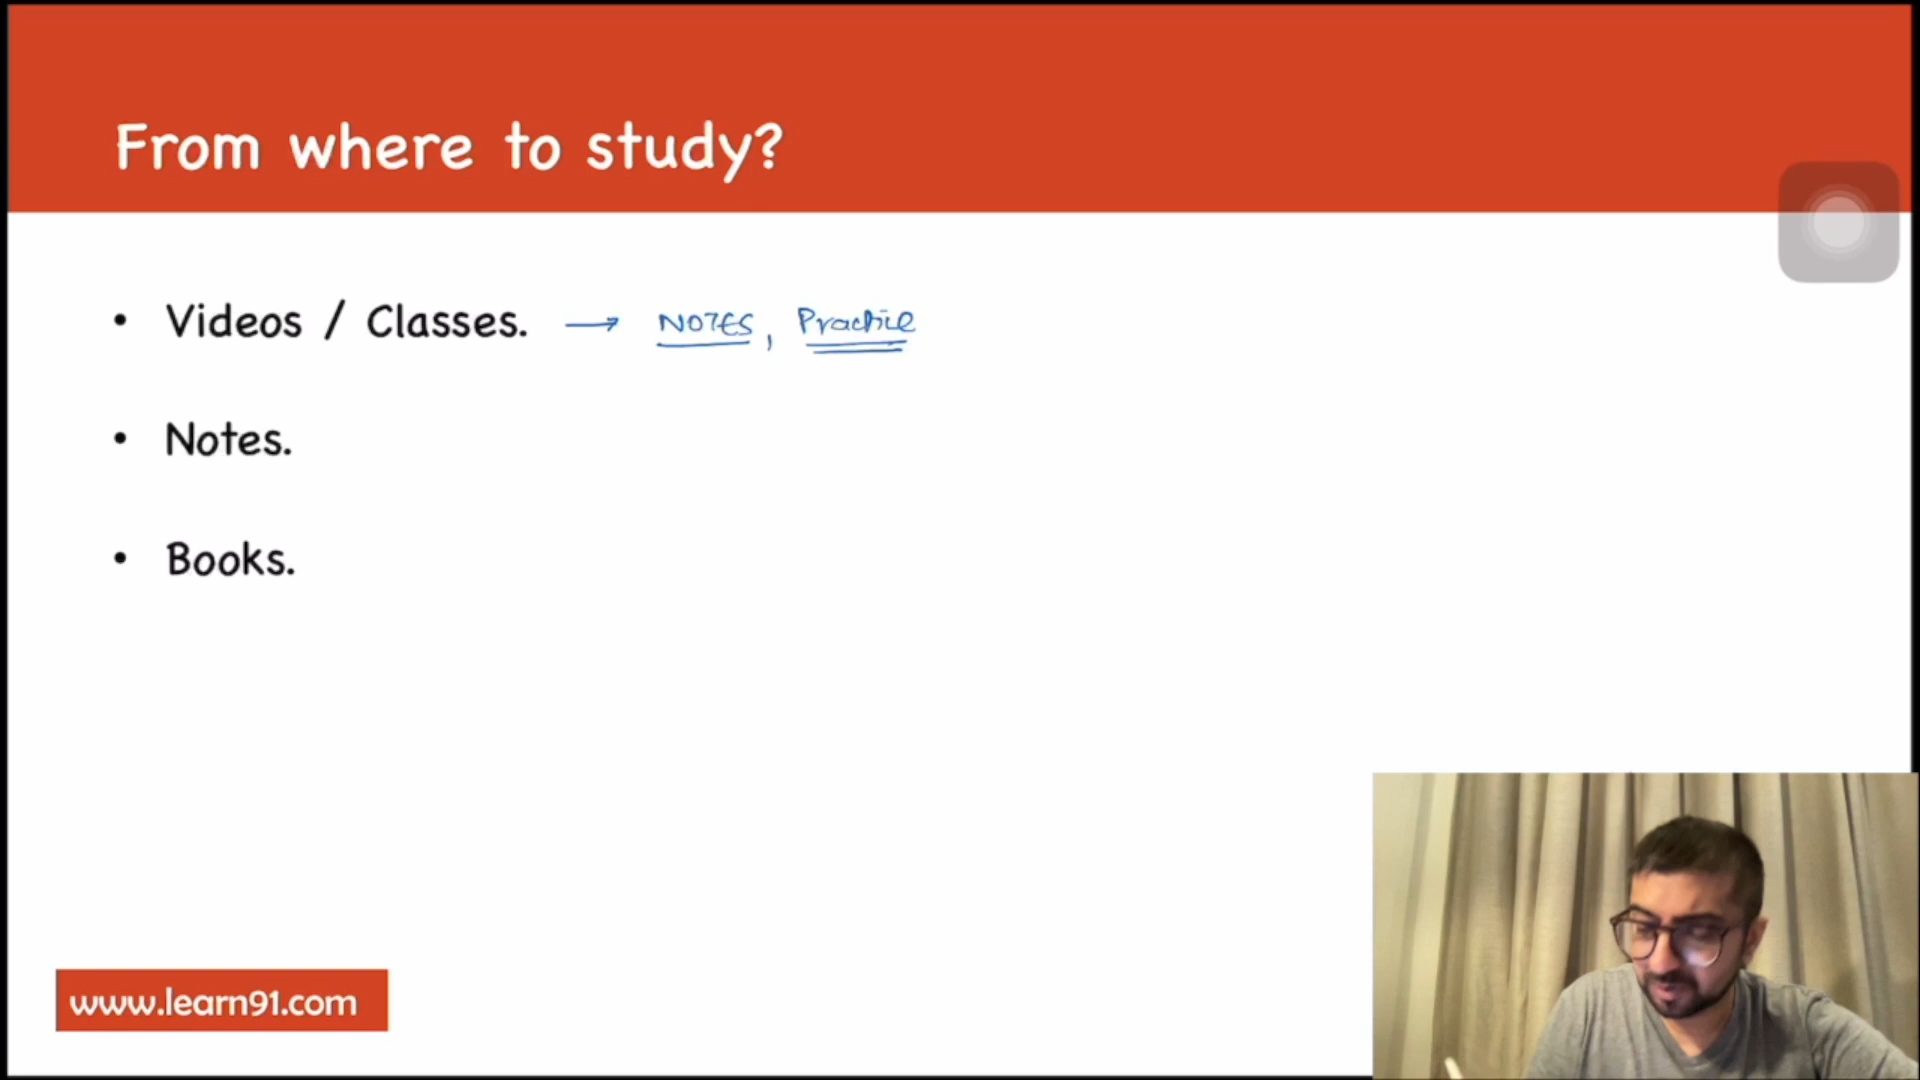 From where to study?
• Videos / Classes. → NOTES, Practice
• Notes.
• Books.
www.learn91.com